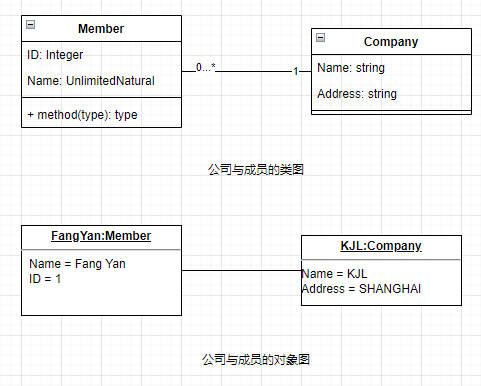 Member
ID: Integer
Name: UnlimitedNatural
+ method(type): type
0...*
1
Company
Name: string
Address: string
公司与成员的类图
FangYan:Member
Name = Fang Yan
ID = 1
KJL:Company
Name = KJL
Address = SHANGHAI
公司与成员的对象图